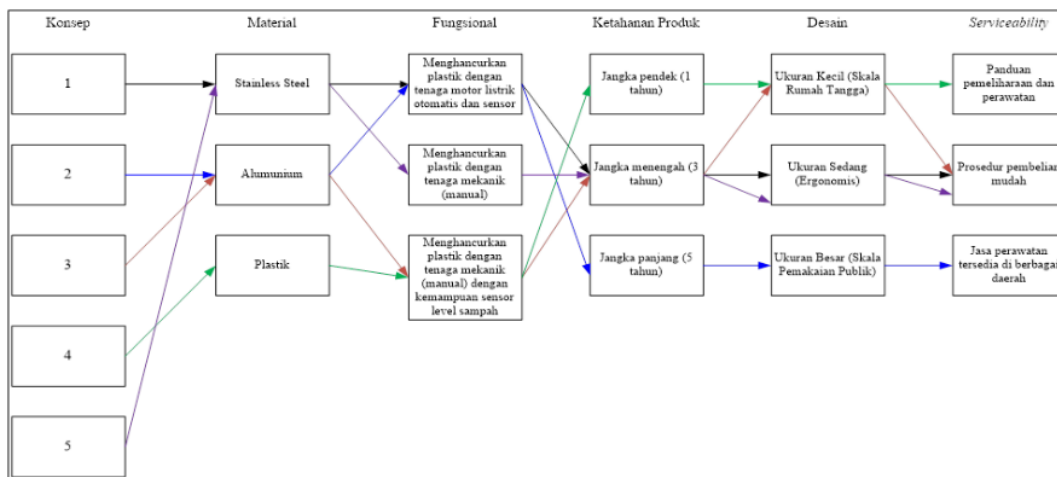 Konsep Material Fungsional Ketahanan Produk Desain Serviceability
1
Stainless Steel
Menghancurkan
plastik dengan
tenaga motor listrik
otomatis dan sensor
Jangka pendek (1
tahun)
Ukuran Kecil (Skala
Rumah Tangga)
Panduan
pemeliharaan dan
perawatan
2
Alumunium
Menghancurkan
plastik dengan
tenaga mekanik
(manual)
Jangka menengah (3
tahun)
Ukuran Sedang
(Ergonomis)
Prosedur pembelian
mudah
3
Plastik
Menghancurkan
plastik dengan
tenaga mekanik
(manual) dengan
kemampuan sensor
level sampah
Jangka panjang (5
tahun)
Ukuran Besar (Skala
Pemakaian Publik)
Jasa perawatan
tersedia di berbagai
daerah
4
5